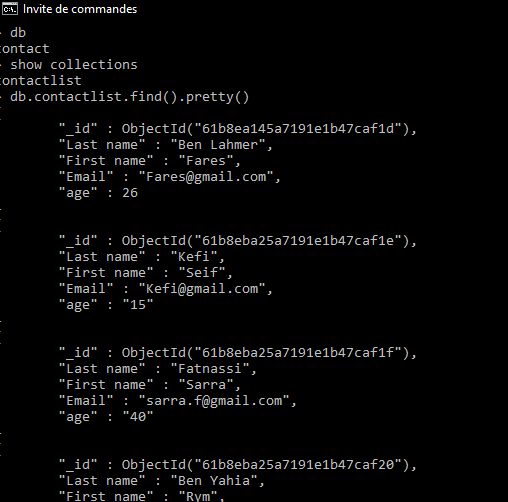 Invite de commandes
> db
contact
> show collections
contactlist
> db.contactlist.find().pretty()
{
"_id" : ObjectId("61b8ea145a7191e1b47caf1d"),
"Last name" : "Ben Lahmer",
"First name" : "Fares",
"Email" : "Fares@gmail.com",
"age" : 26
}
{
"_id" : ObjectId("61b8eba25a7191e1b47caf1e"),
"Last name" : "Kefi",
"First name" : "Seif",
"Email" : "Kefi@gmail.com",
"age" : "15"
}
{
"_id" : ObjectId("61b8eba25a7191e1b47caf1f"),
"Last name" : "Fatnassi",
"First name" : "Sarra",
"Email" : "sarra.f@gmail.com",
"age" : "40"
}
{
"_id" : ObjectId("61b8eba25a7191e1b47caf20"),
"Last name" : "Ben Yahia",
"First name" : "Rym",